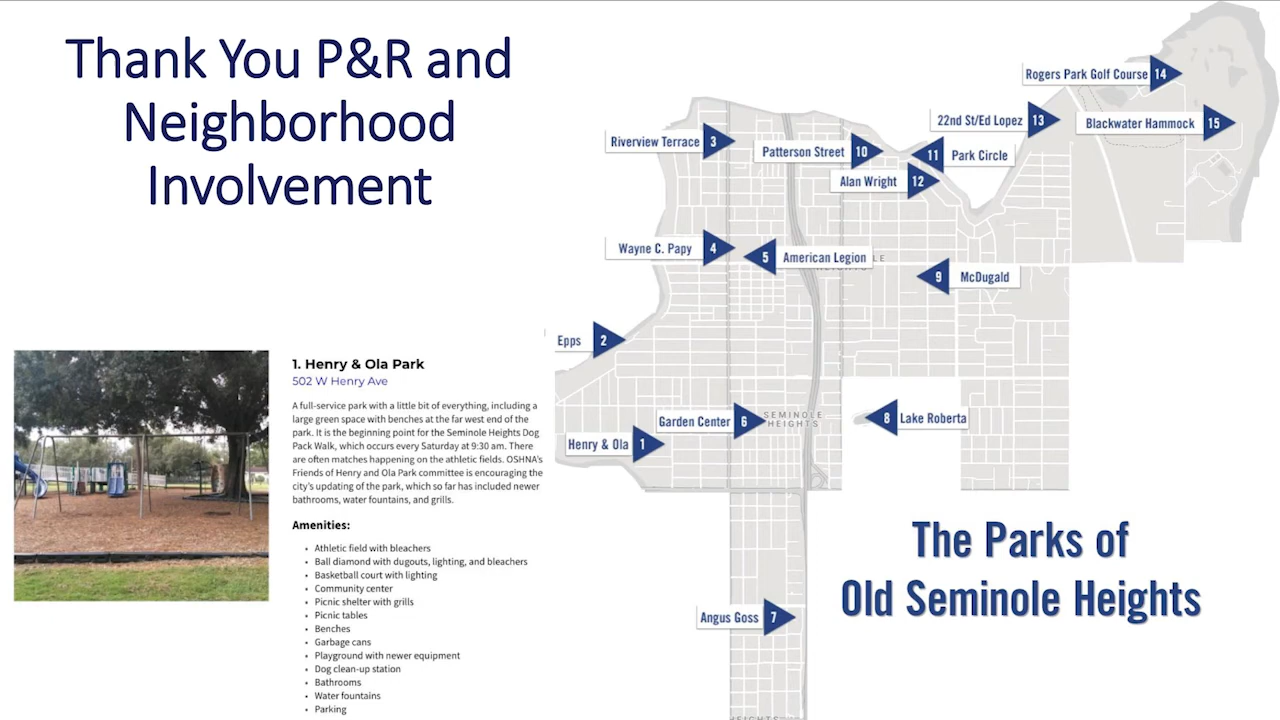 Thank You P&R and
Neighborhood
Involvement
1. Henry & Ola Park
502 W Henry Ave
A full-service park with a little bit of everything, including a
large green space with benches at the far west end of the
park. It is the beginning point for the Seminole Heights Dog
Pack Walk, which occurs every Saturday at 9:30 am. There
are often matches happening on the athletic fields. OSHNA's
Friends of Henry and Ola Park committee is encouraging the
city's updating of the park, which so far has included newer
bathrooms, water fountains, and grills.
Amenities:
• Athletic field with bleachers
• Ball diamond with dugouts, lighting, and bleachers
• Basketball court with lighting
• Community center
• Picnic shelter with grills
• Picnic tables
• Benches
• Garbage cans
• Playground with newer equipment
• Dog clean-up station
• Bathrooms
• Water fountains
• Parking
Rogers Park Golf Course 14
22nd St/Ed Lopez 13
Blackwater Hammock 15
Riverview Terrace 3
Patterson Street 10
11 Park Circle
Alan Wright 12
Wayne C. Papy 4
5 American Legion
9 McDugald
Epps 2
Garden Center 6
SEMINOLE
HEIGHTS
8 Lake Roberta
Henry & Ola 1
Angus Goss 7
The Parks of
Old Seminole Heights